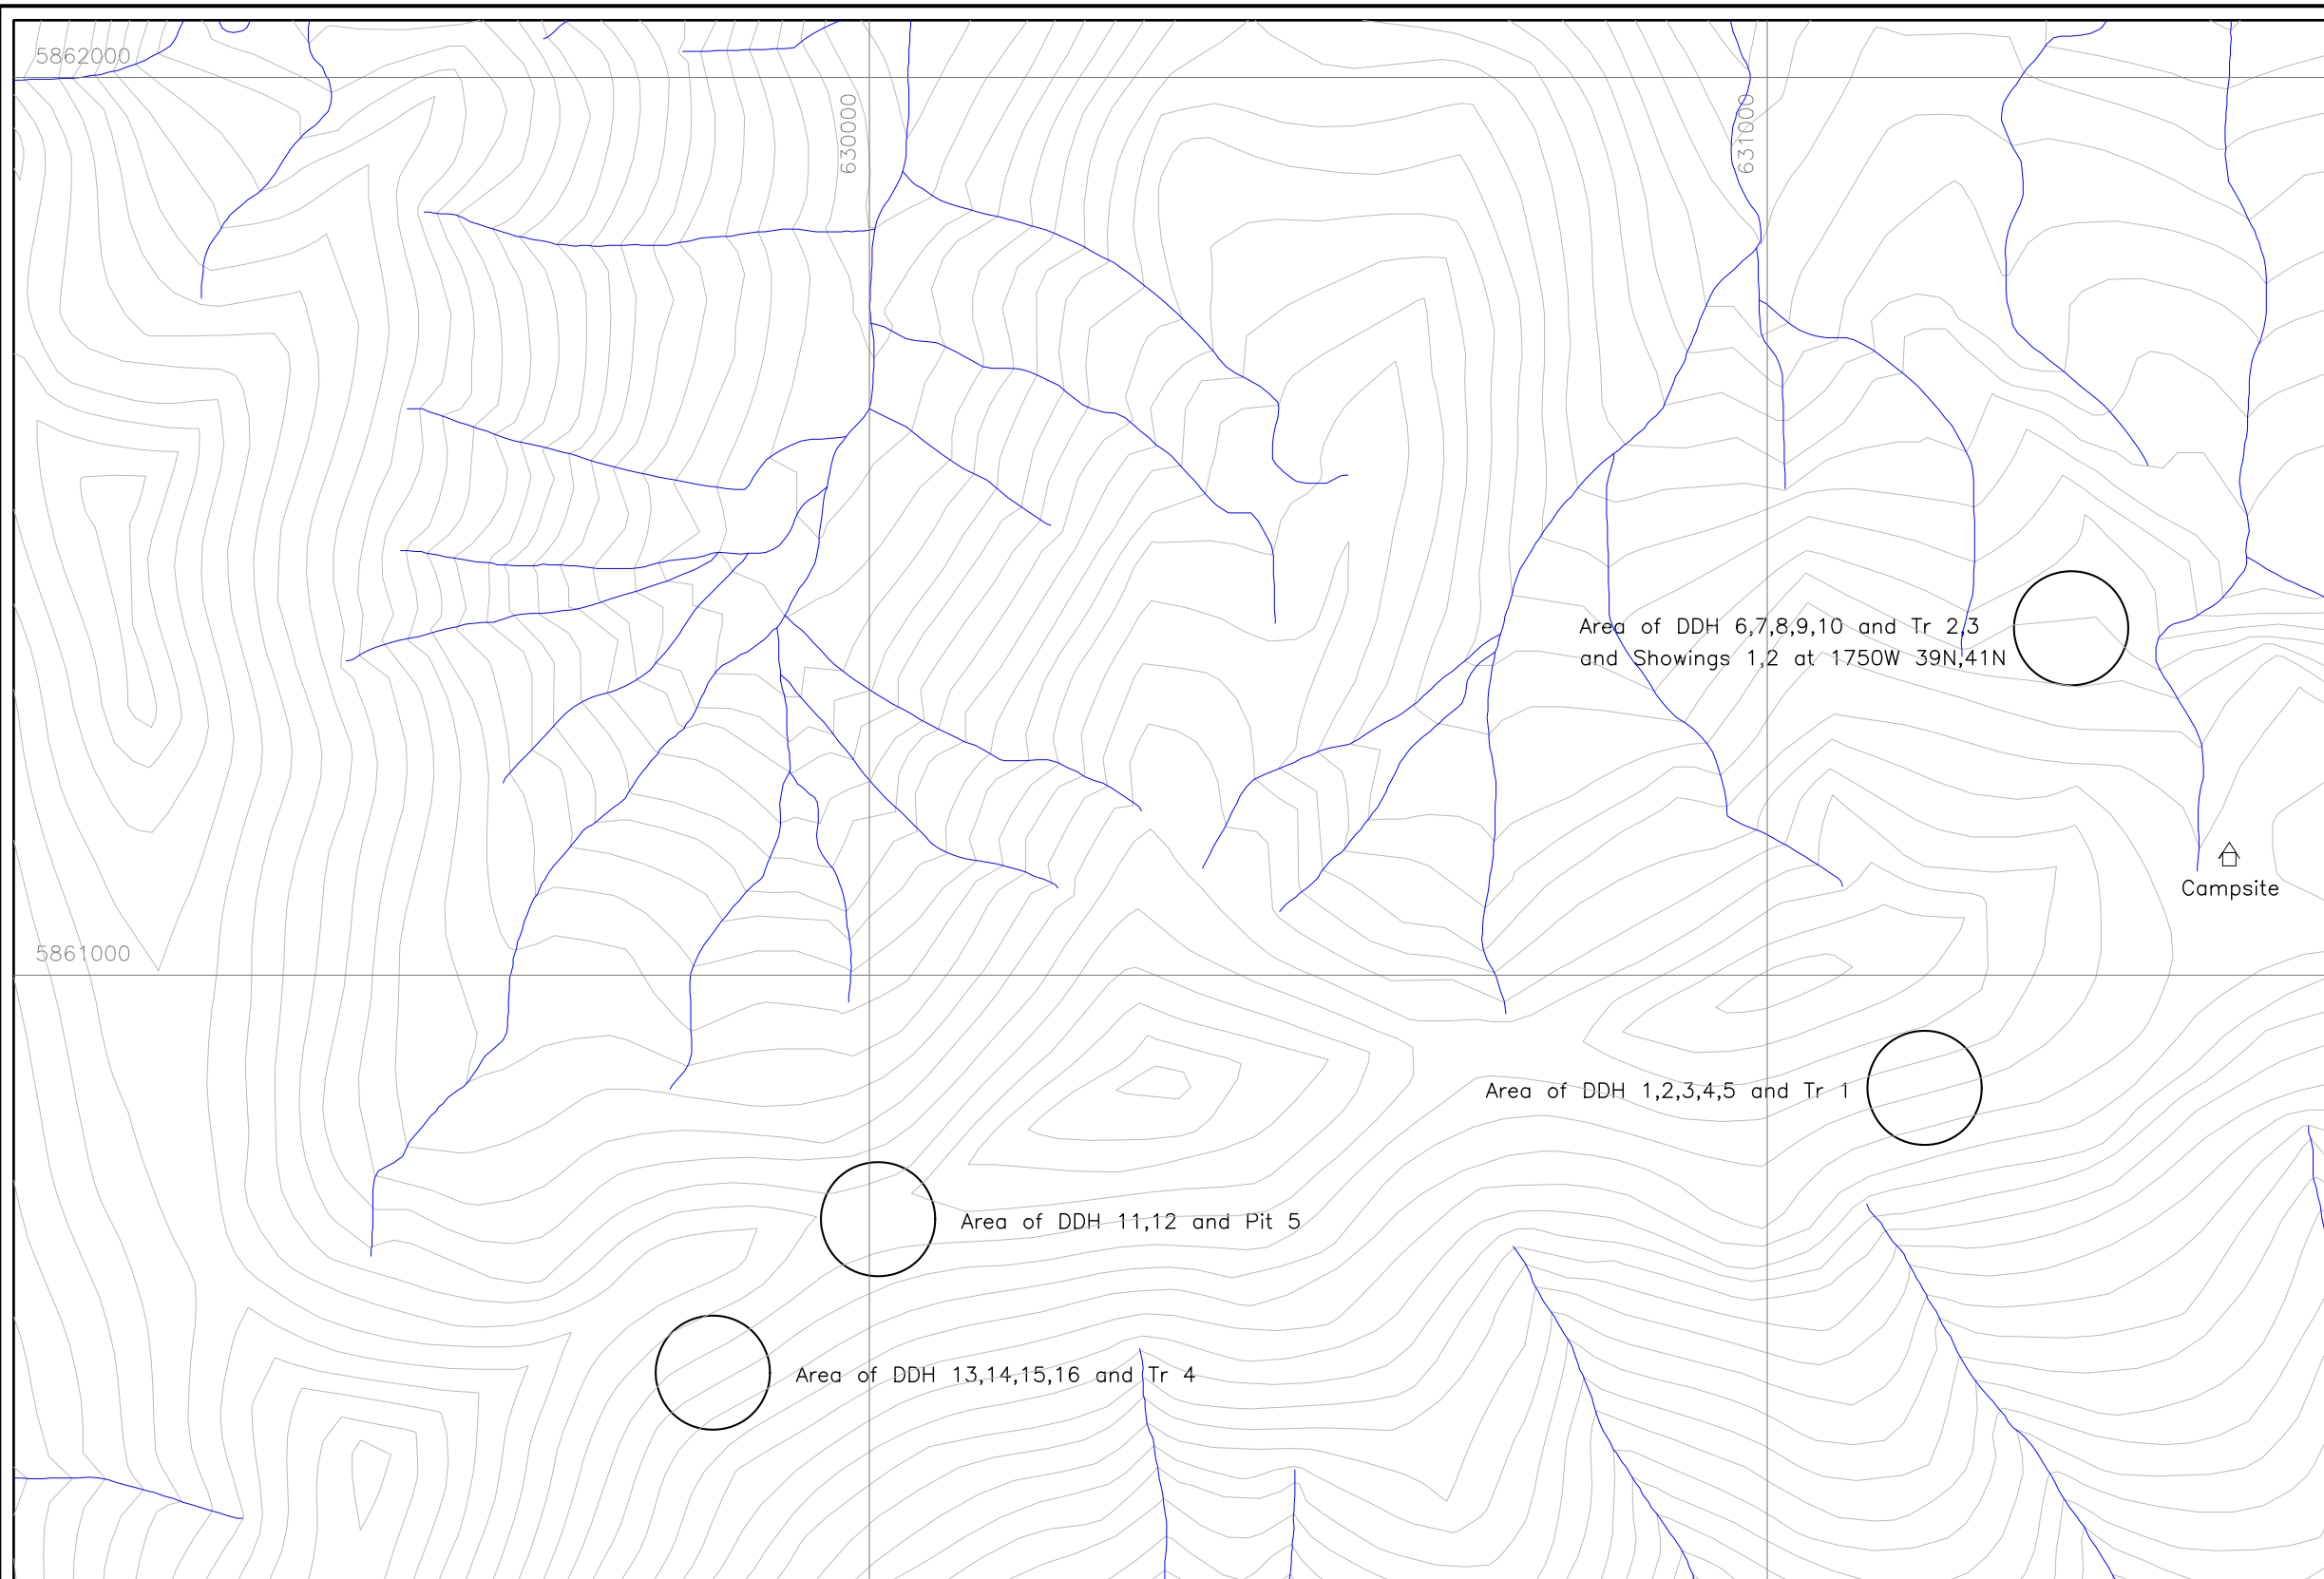 5862000
630000
631000
Area of DDH 6,7,8,9,10 and Tr 2,3
and Showings 1,2 at 1750W 39N,41N
Campsite
5861000
Area of DDH 1,2,3,4,5 and Tr 1
Area of DDH 11,12 and Pit 5
Area of DDH 13,14,15,16 and Tr 4